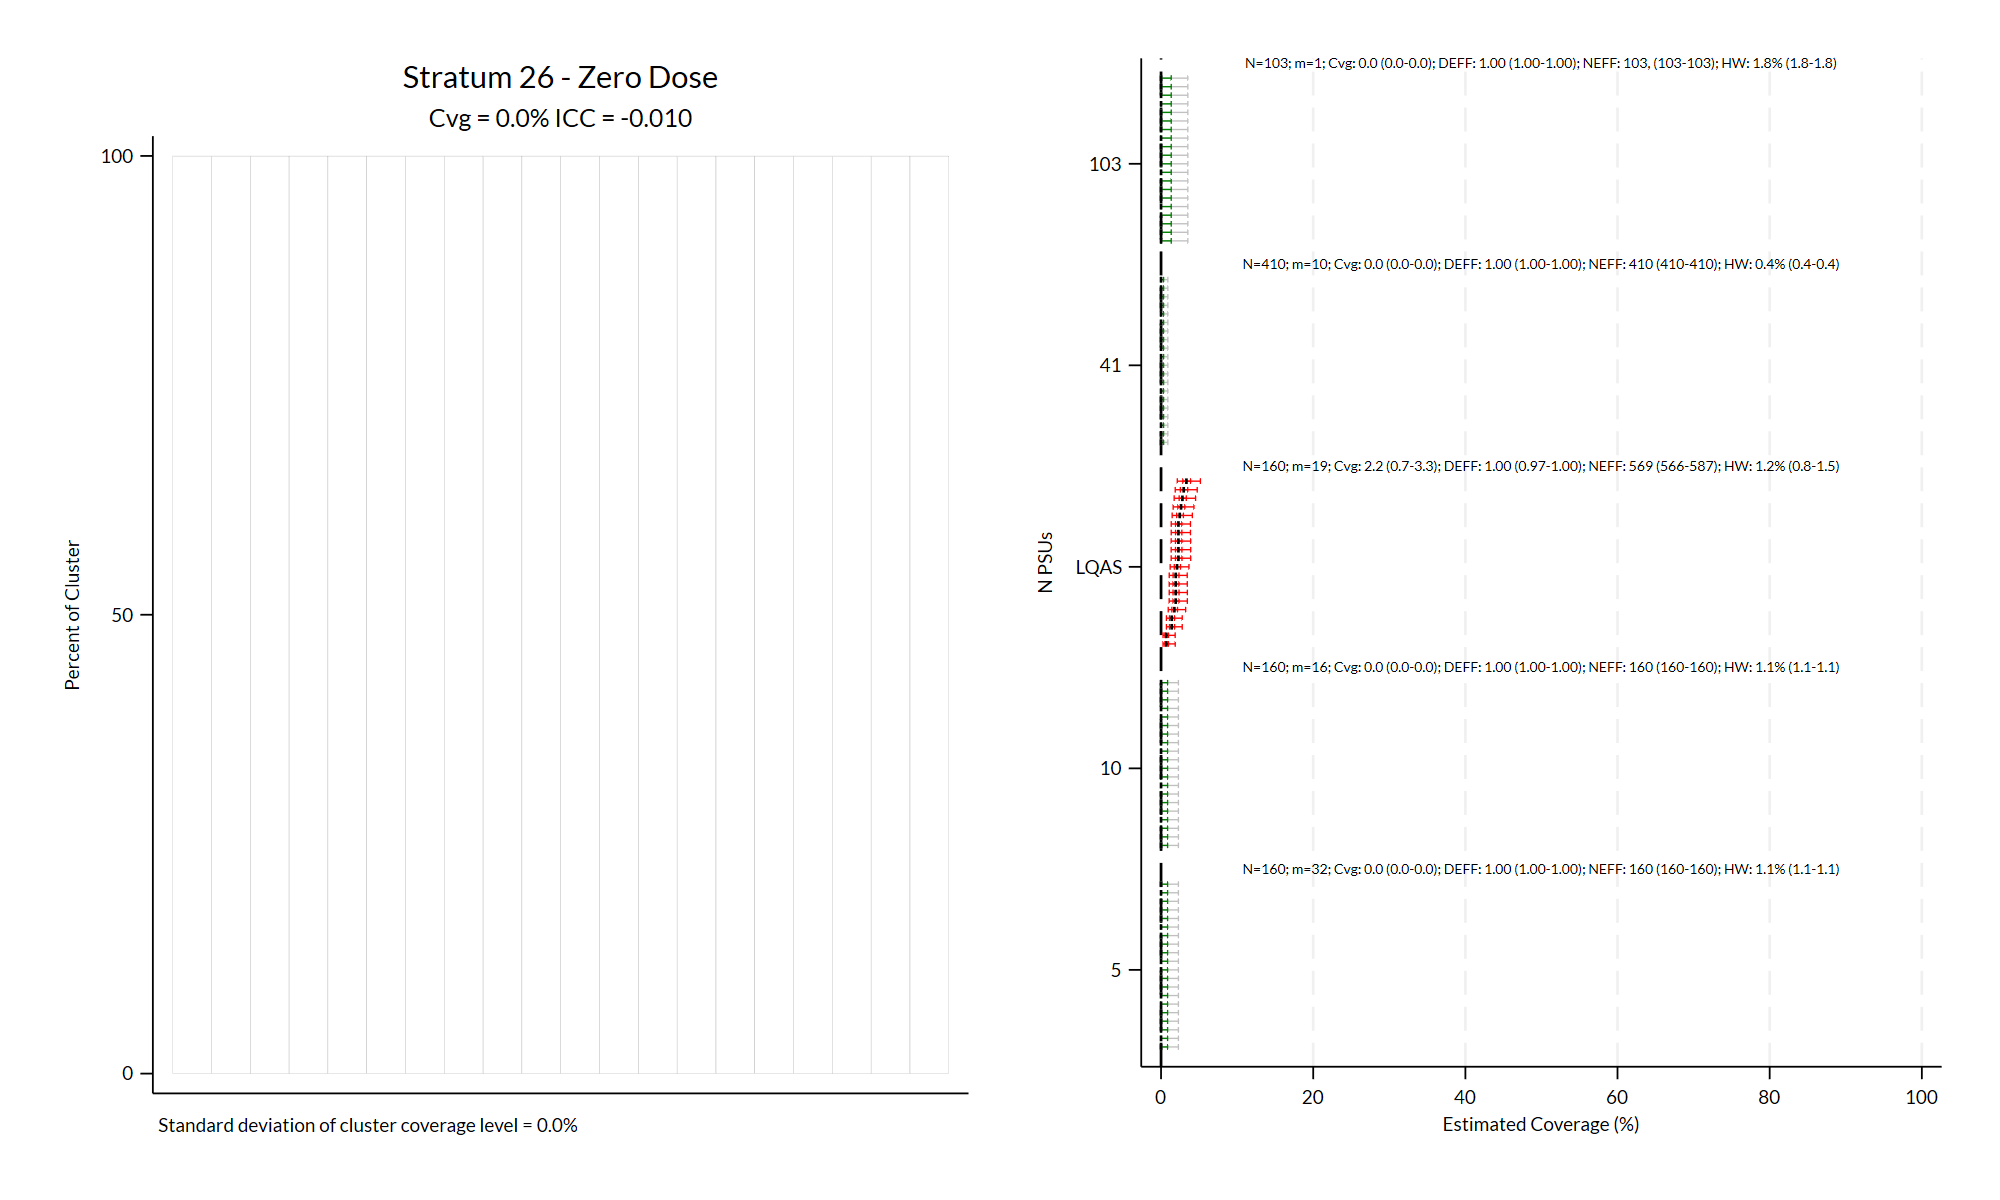 Stratum 26 - Zero Dose
Cvg = 0.0% ICC = -0.010
100
50
0
Percent of Cluster
Standard deviation of cluster coverage level = 0.0%
N=103; m=1; Cvg: 0.0 (0.0-0.0); DEFF: 1.00 (1.00-1.00); NEFF: 103, (103-103); HW: 1.8% (1.8-1.8)
103
N=410; m=10; Cvg: 0.0 (0.0-0.0); DEFF: 1.00 (1.00-1.00); NEFF: 410 (410-410); HW: 0.4% (0.4-0.4)
41
N=160; m=19; Cvg: 2.2 (0.7-3.3); DEFF: 1.00 (0.97-1.00); NEFF: 569 (566-587); HW: 1.2% (0.8-1.5)
N PSUs
LQAS
N=160; m=16; Cvg: 0.0 (0.0-0.0); DEFF: 1.00 (1.00-1.00); NEFF: 160 (160-160); HW: 1.1% (1.1-1.1)
10
N=160; m=32; Cvg: 0.0 (0.0-0.0); DEFF: 1.00 (1.00-1.00); NEFF: 160 (160-160); HW: 1.1% (1.1-1.1)
5
0 20 40 60 80 100
Estimated Coverage (%)